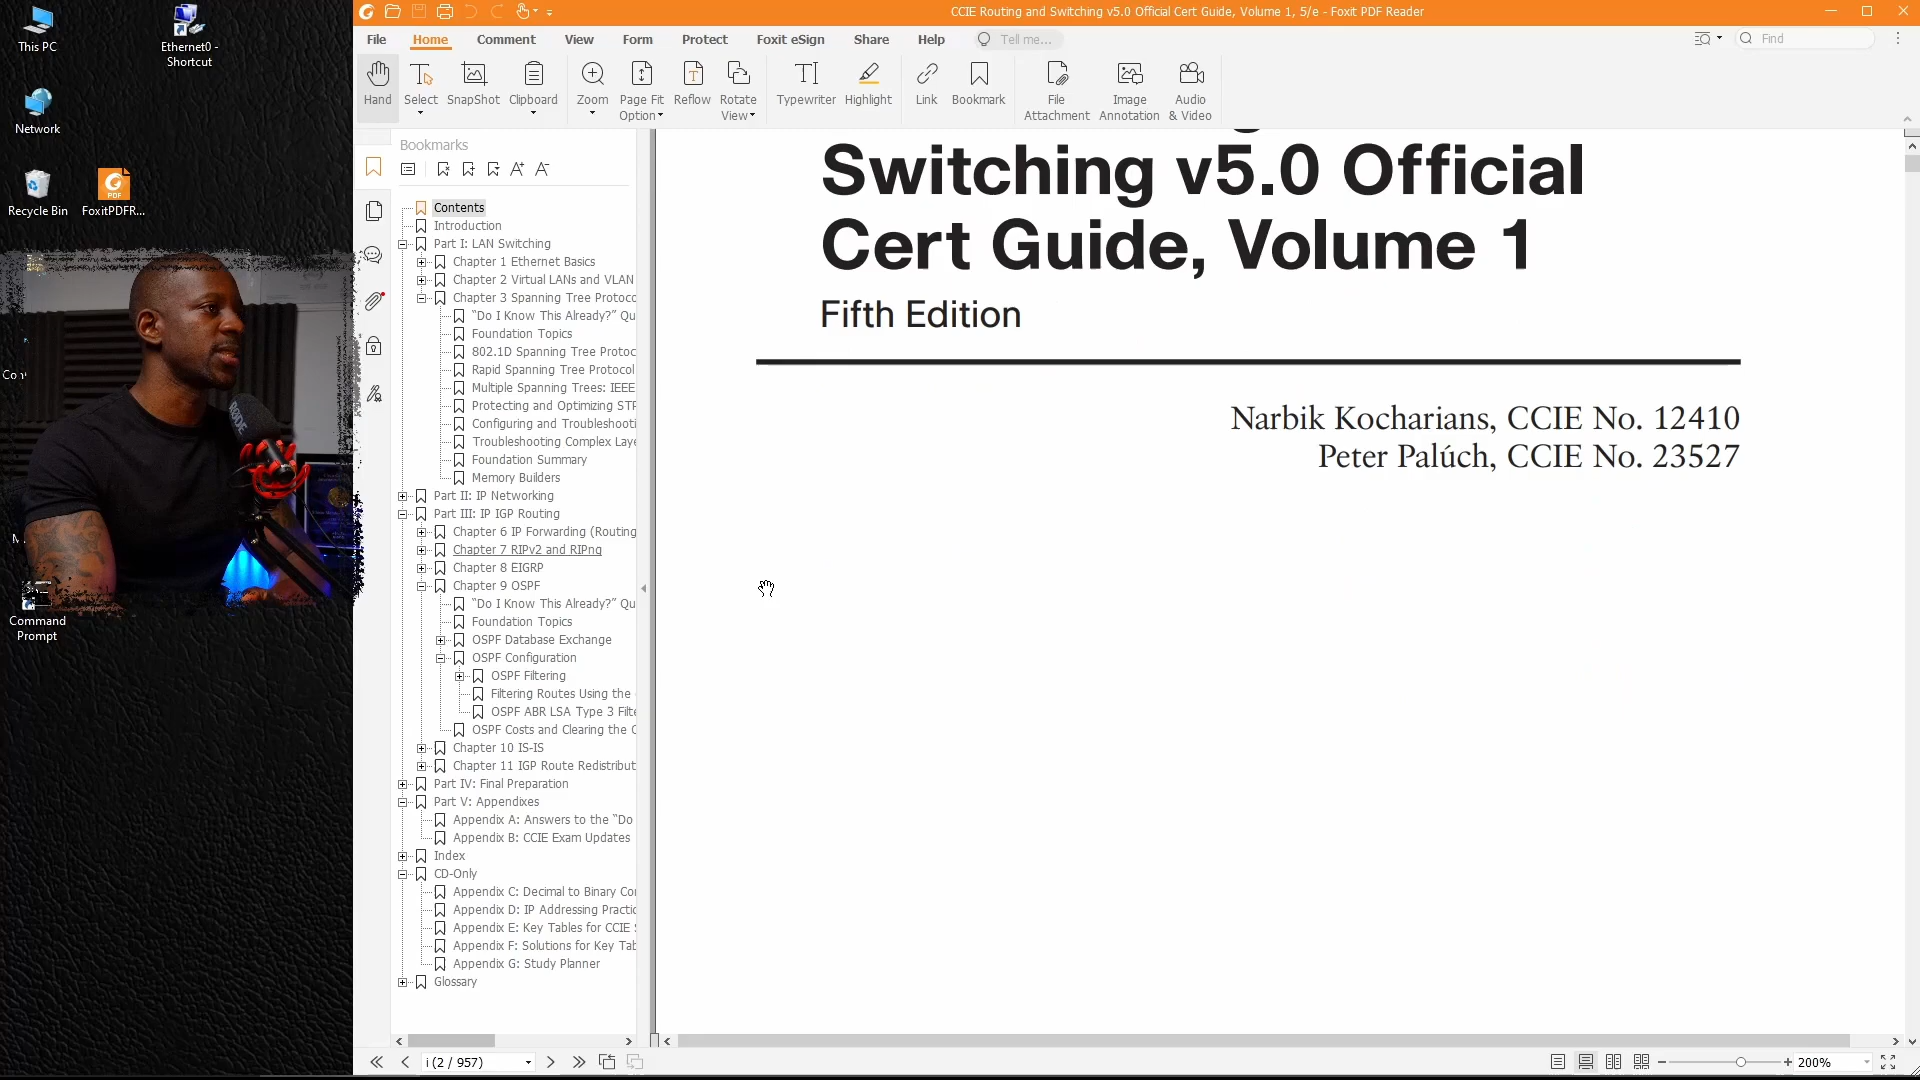 This PC
Ethernet0 -
Shortcut
Network
Recycle Bin
FoxitPDFR...
Command
Prompt
CCIE Routing and Switching v5.0 Official Cert Guide, Volume 1, 5/e - Foxit PDF Reader
File
Home
Comment
View
Form
Protect
Foxit eSign
Share
Help
Tell me...
Find
Hand
Select
SnapShot
Clipboard
Zoom
Page Fit
Option
Reflow
Rotate
View
Typewriter
Highlight
Link
Bookmark
File
Attachment
Image
Annotation
Audio
& Video
Bookmarks
Contents
Introduction
Part I: LAN Switching
Chapter 1 Ethernet Basics
Chapter 2 Virtual LANs and VLAN
Chapter 3 Spanning Tree Protoco
"Do I Know This Already?" Qu
Foundation Topics
802.1D Spanning Tree Protoc
Rapid Spanning Tree Protocol
Multiple Spanning Trees: IEEE
Protecting and Optimizing STP
Configuring and Troubleshooti
Troubleshooting Complex Laye
Foundation Summary
Memory Builders
Part II: IP Networking
Part III: IP IGP Routing
Chapter 6 IP Forwarding (Routing
Chapter 7 RIPv2 and RIPng
Chapter 8 EIGRP
Chapter 9 OSPF
"Do I Know This Already?" Qu
Foundation Topics
OSPF Database Exchange
OSPF Configuration
OSPF Filtering
Filtering Routes Using the
OSPF ABR LSA Type 3 Filte
OSPF Costs and Clearing the
Chapter 10 IS-IS
Chapter 11 IGP Route Redistribut
Part IV: Final Preparation
Part V: Appendixes
Appendix A: Answers to the "Do
Appendix B: CCIE Exam Updates
Index
CD-Only
Appendix C: Decimal to Binary Co
Appendix D: IP Addressing Practic
Appendix E: Key Tables for CCIE
Appendix F: Solutions for Key Tab
Appendix G: Study Planner
Glossary
Switching v5.0 Official
Cert Guide, Volume 1
Fifth Edition
Narbik Kocharians, CCIE No. 12410
Peter Palúch, CCIE No. 23527
i (2 / 957)
200%